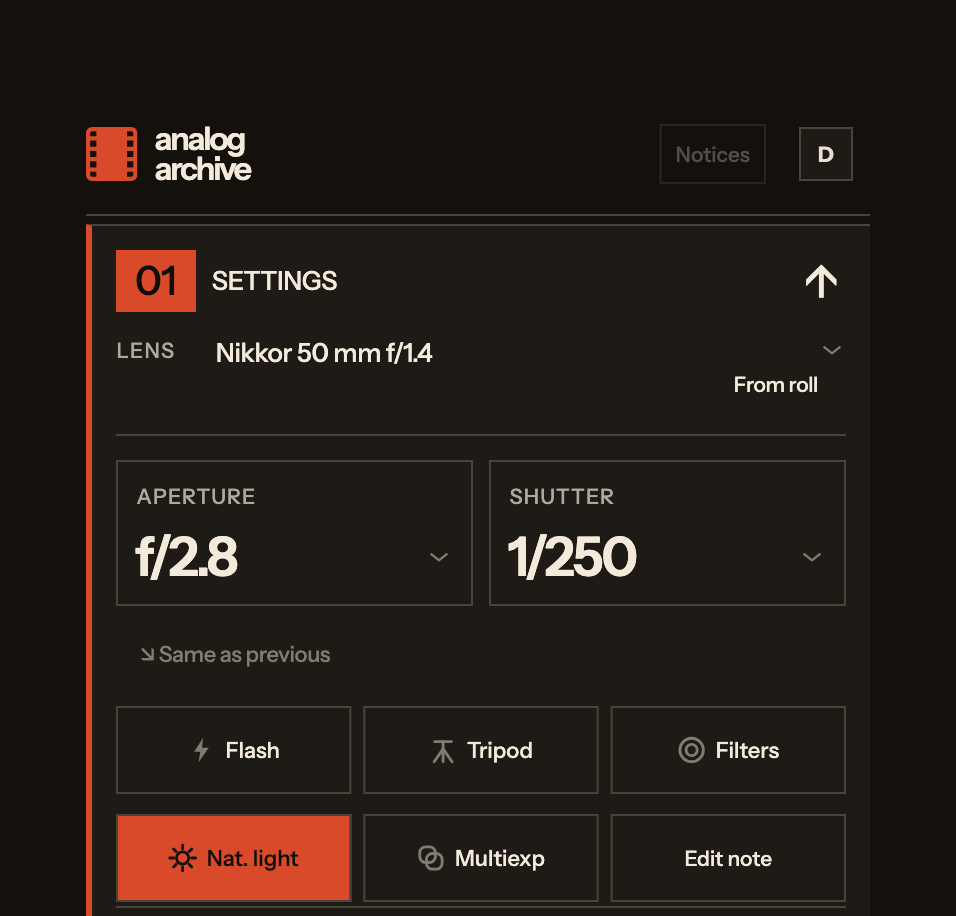 analog
archive
Notices
D
01
SETTINGS
LENS
Nikkor 50 mm f/1.4
From roll
APERTURE
f/2.8
SHUTTER
1/250
Same as previous
Flash
Tripod
Filters
Nat. light
Multiexp
Edit note